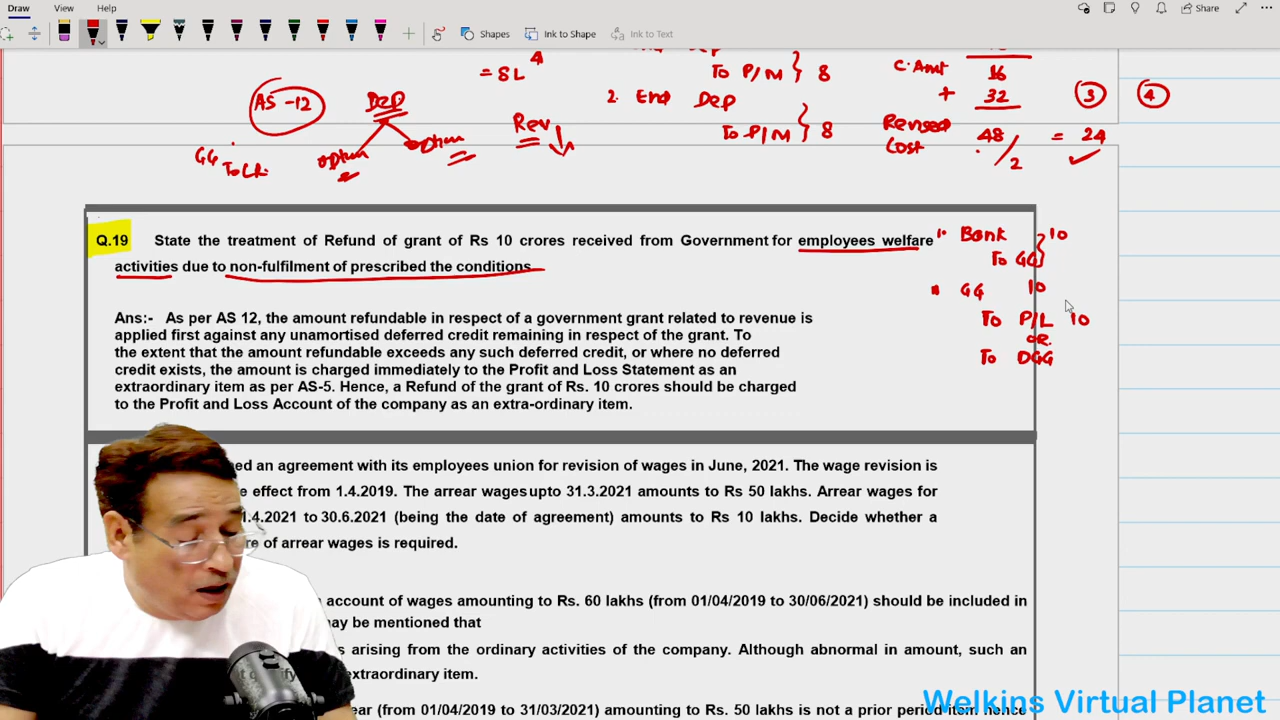 Draw View Help Share
Shapes Ink to Shape Ink to Text
= 8L 4 To P/M } 8 C. Amt 16
AS -12 Dep 2. End Dep + 32 3 4
Rev To P/M } 8 Revised 48 = 24
GG To Cr. Cost 2
Q.19 State the treatment of Refund of grant of Rs 10 crores received from Government for employees welfare
activities due to non-fulfilment of prescribed the conditions.
1. Bank } 10
To GG
GG 10
To P/L 10
OR.
To DGG
Ans:- As per AS 12, the amount refundable in respect of a government grant related to revenue is
applied first against any unamortised deferred credit remaining in respect of the grant. To
the extent that the amount refundable exceeds any such deferred credit, or where no deferred
credit exists, the amount is charged immediately to the Profit and Loss Statement as an
extraordinary item as per AS-5. Hence, a Refund of the grant of Rs. 10 crores should be charged
to the Profit and Loss Account of the company as an extra-ordinary item.
ed an agreement with its employees union for revision of wages in June, 2021. The wage revision is
e effect from 1.4.2019. The arrear wages upto 31.3.2021 amounts to Rs 50 lakhs. Arrear wages for
1.4.2021 to 30.6.2021 (being the date of agreement) amounts to Rs 10 lakhs. Decide whether a
re of arrear wages is required.
account of wages amounting to Rs. 60 lakhs (from 01/04/2019 to 30/06/2021) should be included in
may be mentioned that
s arising from the ordinary activities of the company. Although abnormal in amount, such an
extraordinary item.
ear (from 01/04/2019 to 31/03/2021) amounting to Rs. 50 lakhs is not a prior period item hence
Welkins Virtual Planet